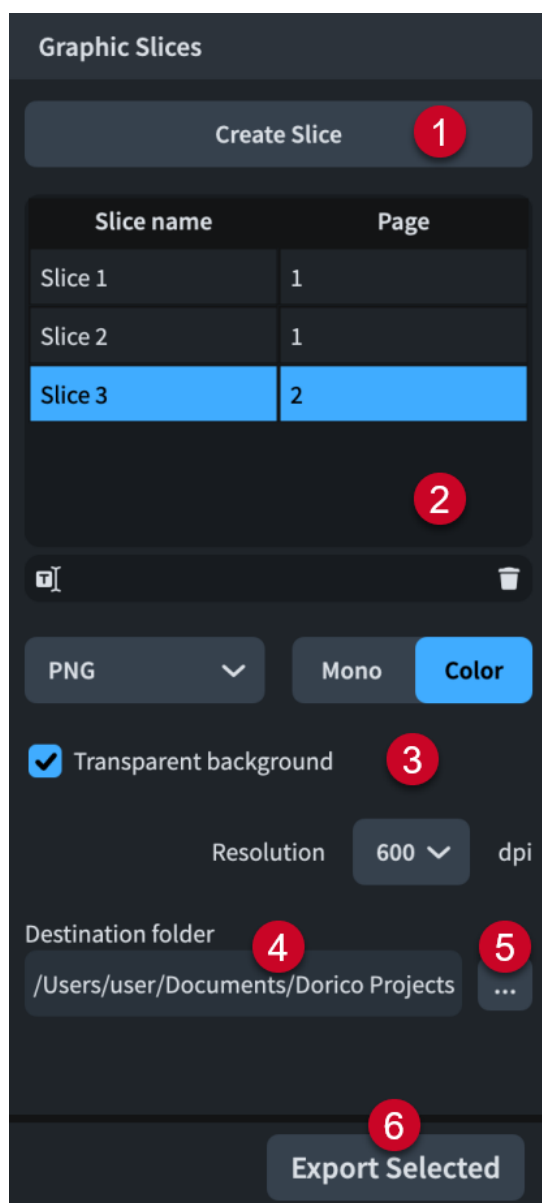 Graphic Slices
Create Slice 1
Slice name Page
Slice 1 1
Slice 2 1
Slice 3 2
2
T
PNG Mono Color
Transparent background 3
Resolution 600 dpi
Destination folder 4 5
/Users/user/Documents/Dorico Projects ...
6
Export Selected